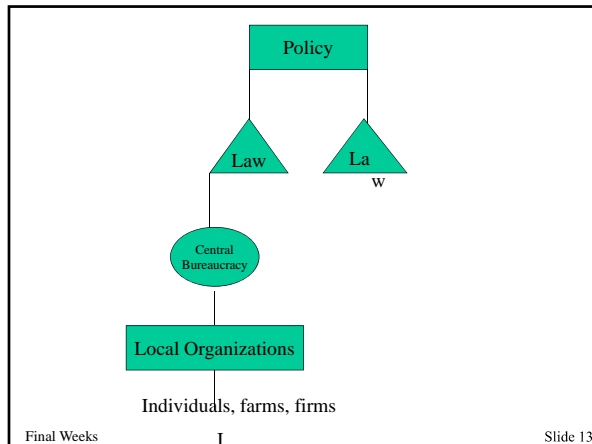 Policy
Law
La
w
Central
Bureaucracy
Local Organizations
Individuals, farms, firms
Final Weeks
I
Slide 13